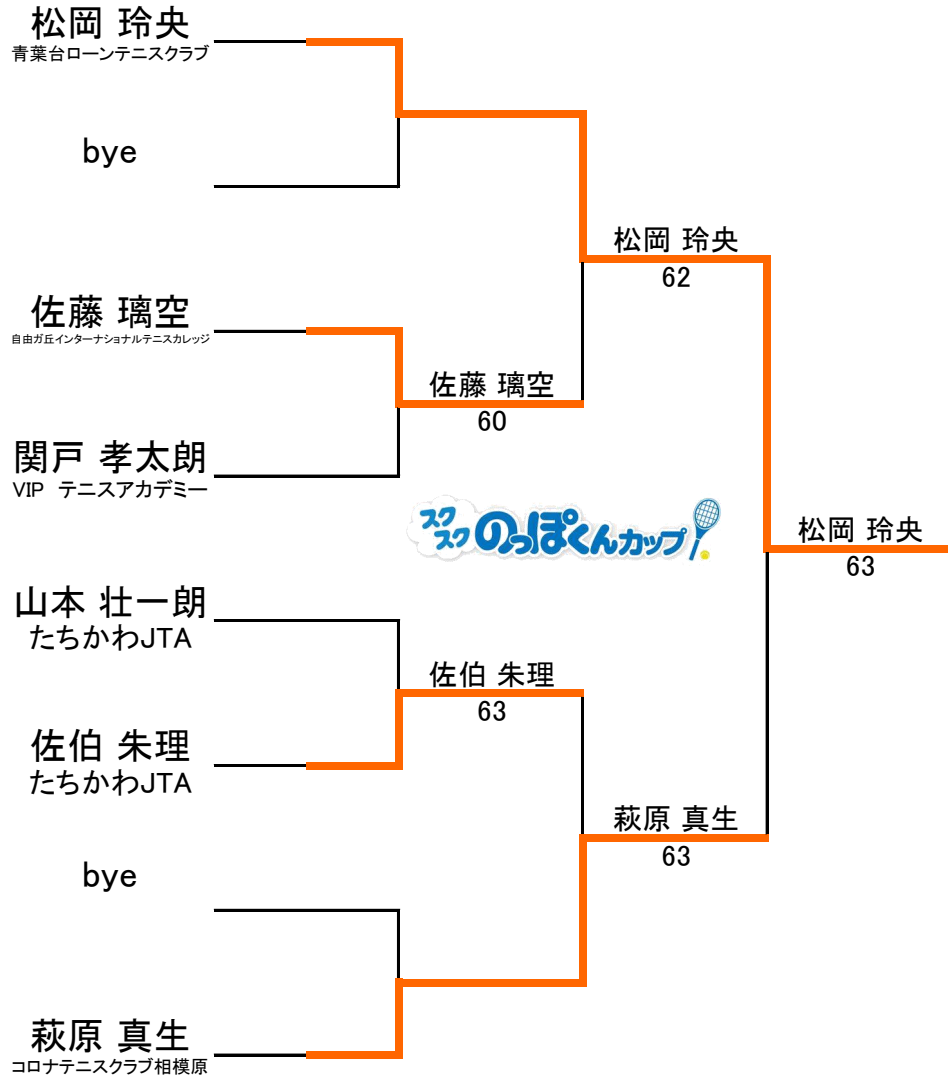 松岡 玲央
青葉台ローンテニスクラブ
bye
松岡 玲央
62
佐藤 璃空
自由ガ丘インターナショナルテニスカレッジ
佐藤 璃空
60
関戸 孝太朗
VIP　テニスアカデミー
スク
スク
のっぽくんカップ
松岡 玲央
63
山本 壮一朗
たちかわJTA
佐伯 朱理
63
佐伯 朱理
たちかわJTA
萩原 真生
63
bye
萩原 真生
コロナテニスクラブ相模原